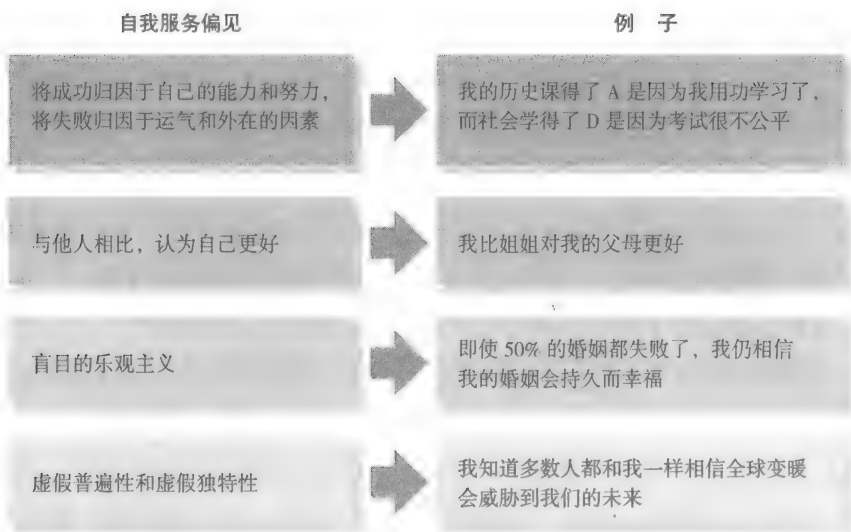 自我服务偏见
例 子
将成功归因于自己的能力和努力，
将失败归因于运气和外在的因素
我的历史课得了 A 是因为我用功学习了，
而社会学得了 D 是因为考试很不公平
与他人相比，认为自己更好
我比姐姐对我的父母更好
盲目的乐观主义
即使 50% 的婚姻都失败了，我仍相信
我的婚姻会持久而幸福
虚假普遍性和虚假独特性
我知道多数人都和我一样相信全球变暖
会威胁到我们的未来